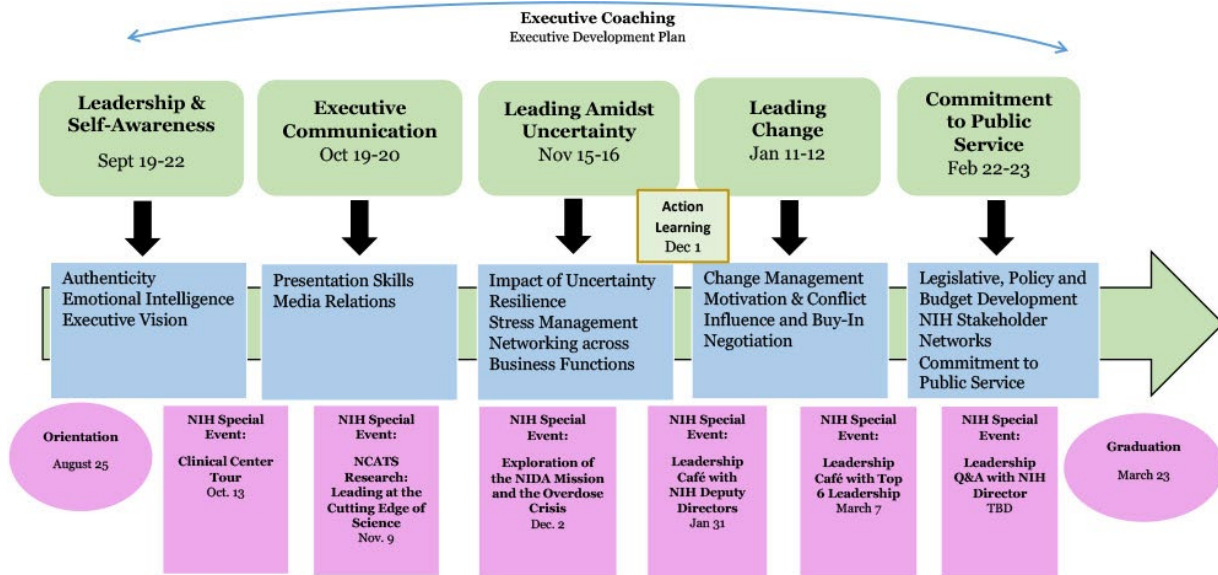 Executive Coaching
Executive Development Plan
Leadership &
Self-Awareness
Sept 19-22
Executive
Communication
Oct 19-20
Leading Amidst
Uncertainty
Nov 15-16
Leading
Change
Jan 11-12
Commitment
to Public
Service
Feb 22-23
Action
Learning
Dec 1
Authenticity
Emotional Intelligence
Executive Vision
Presentation Skills
Media Relations
Impact of Uncertainty
Resilience
Stress Management
Networking across
Business Functions
Change Management
Motivation & Conflict
Influence and Buy-In
Negotiation
Legislative, Policy and
Budget Development
NIH Stakeholder
Networks
Commitment to
Public Service
Orientation
August 25
NIH Special
Event:
Clinical Center
Tour
Oct. 13
NIH Special
Event:
NCATS
Research:
Leading at the
Cutting Edge of
Science
Nov. 9
NIH Special
Event:
Exploration of
the NIDA Mission
and the Overdose
Crisis
Dec. 2
NIH Special
Event:
Leadership
Café with
NIH Deputy
Directors
Jan 31
NIH Special
Event:
Leadership
Café with Top
6 Leadership
March 7
NIH Special
Event:
Leadership
Q&A with NIH
Director
TBD
Graduation
March 23